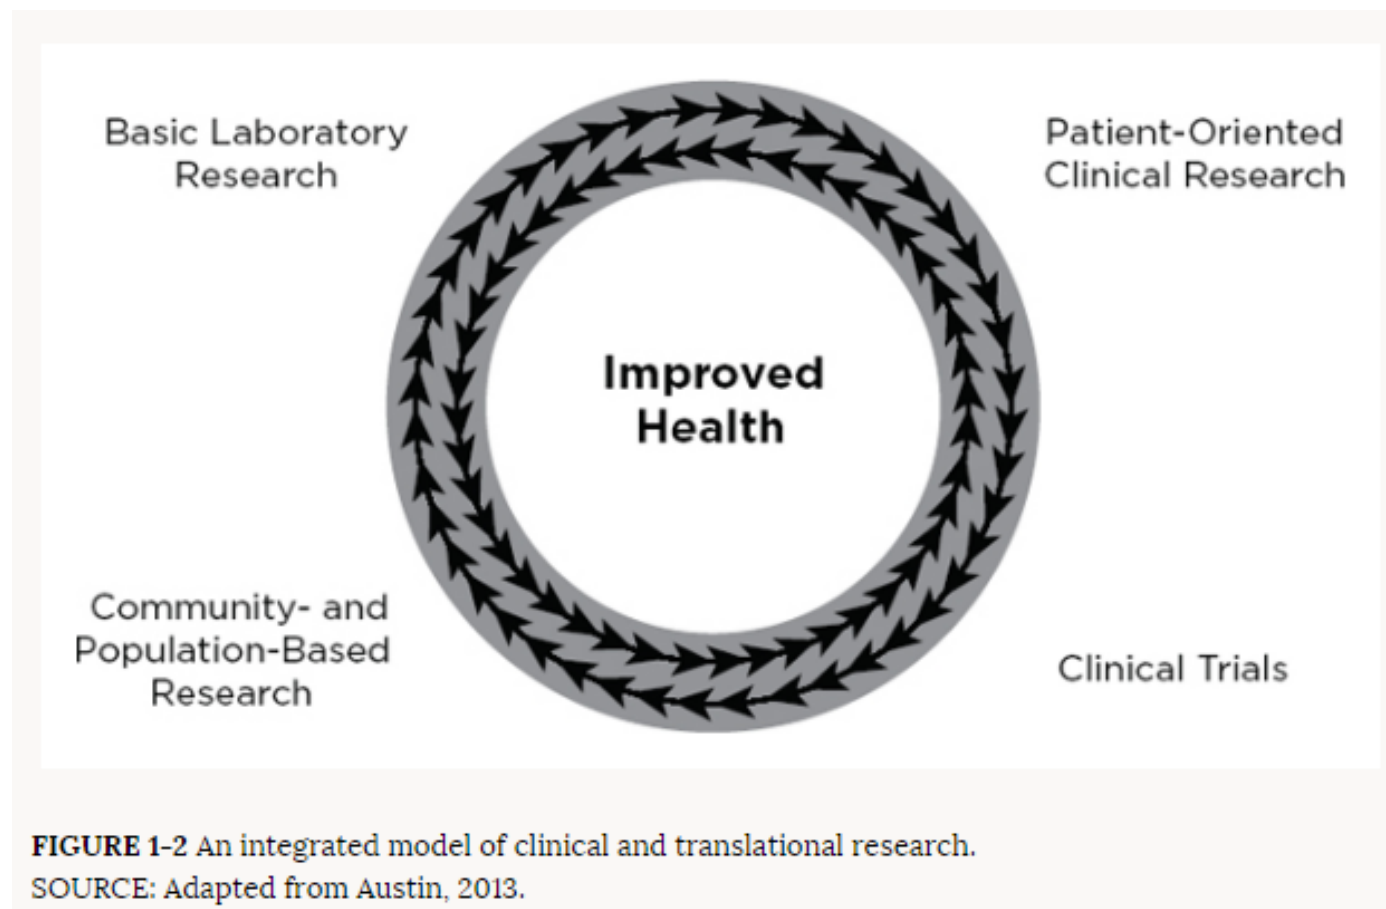 Basic Laboratory
Research
Patient-Oriented
Clinical Research
Improved
Health
Community- and
Population-Based
Research
Clinical Trials
FIGURE 1-2 An integrated model of clinical and translational research.
SOURCE: Adapted from Austin, 2013.